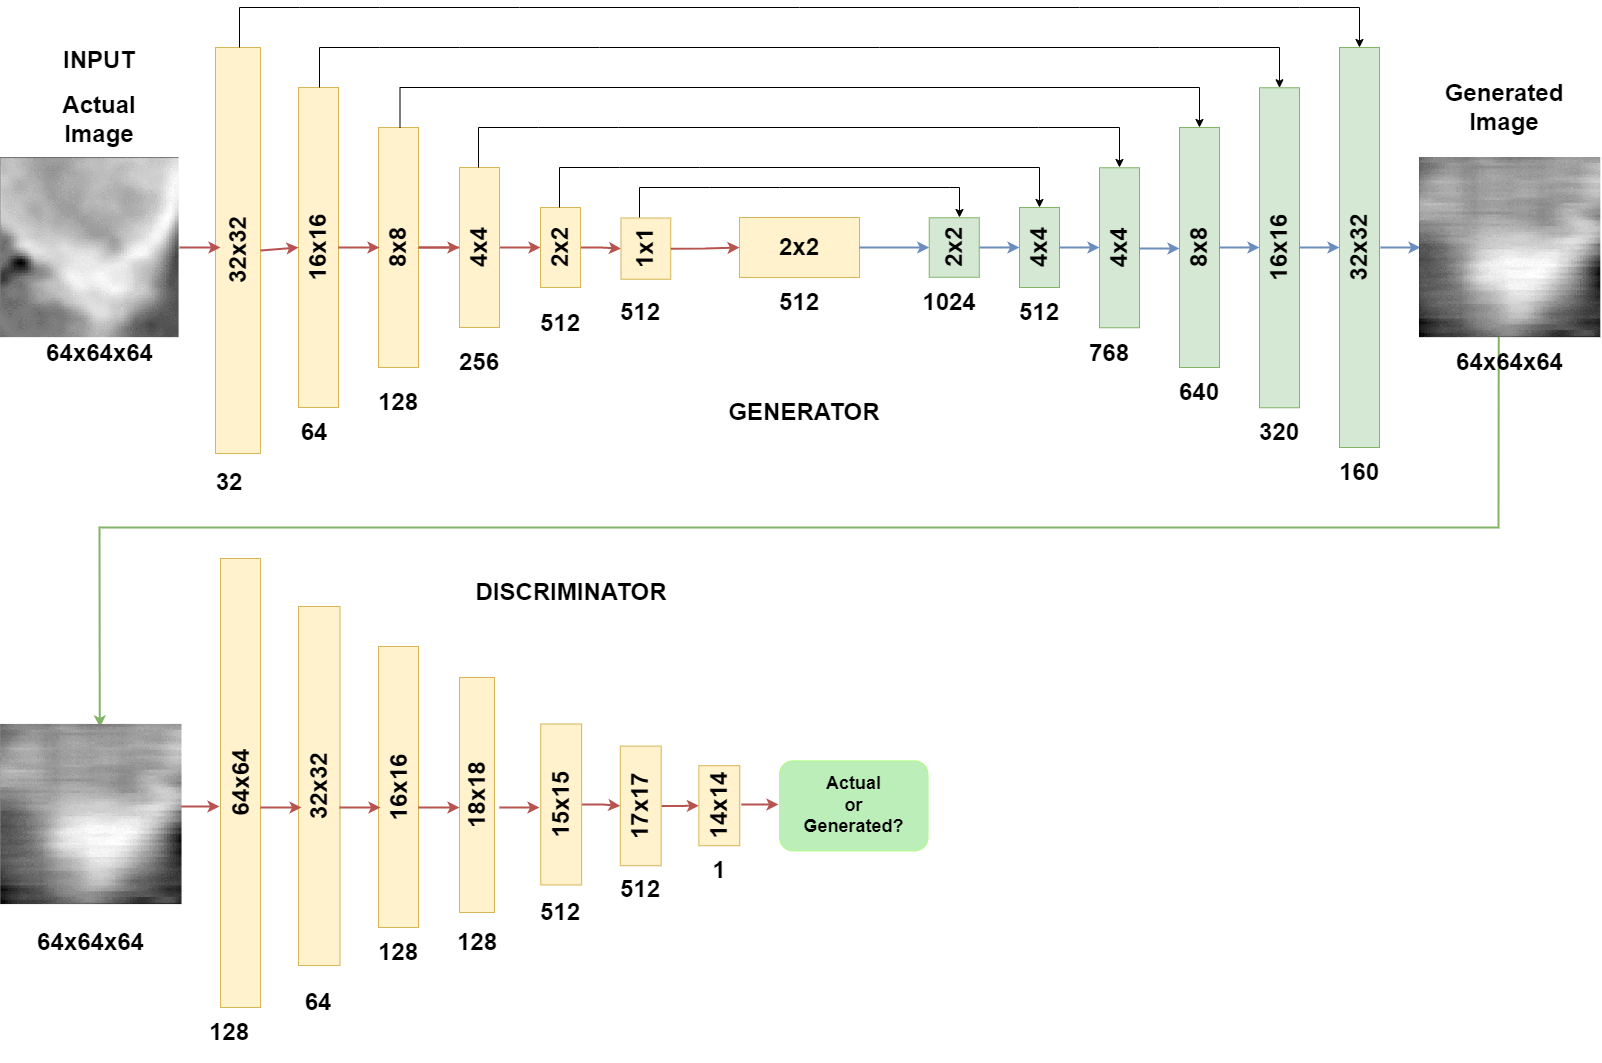 INPUT
Actual
Image
64x64x64
32x32
32
16x16
64
8x8
128
4x4
256
2x2
512
1x1
512
2x2
512
2x2
1024
4x4
512
4x4
768
8x8
640
16x16
320
32x32
160
Generated
Image
64x64x64
GENERATOR
DISCRIMINATOR
64x64x64
64x64
128
32x32
64
16x16
128
18x18
128
15x15
512
17x17
512
14x14
1
Actual
or
Generated?